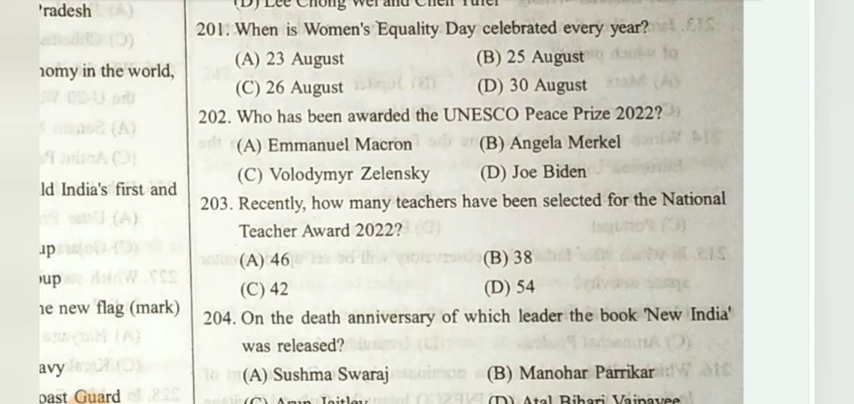 'radesh
nomy in the world,
ld India's first and
up
up
ne new flag (mark)
avy
oast Guard
201. When is Women's Equality Day celebrated every year?
(A) 23 August (B) 25 August
(C) 26 August (D) 30 August
202. Who has been awarded the UNESCO Peace Prize 2022?
(A) Emmanuel Macron (B) Angela Merkel
(C) Volodymyr Zelensky (D) Joe Biden
203. Recently, how many teachers have been selected for the National
Teacher Award 2022?
(A) 46 (B) 38
(C) 42 (D) 54
204. On the death anniversary of which leader the book 'New India'
was released?
(A) Sushma Swaraj (B) Manohar Parrikar
(C) Arun Jaitley (D) Atal Bihari Vajpayee